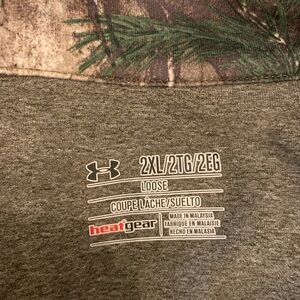 2XL/2TG/2EG
LOOSE
COUPE LÂCHE/SUELTO
heatgear
MADE IN MALAYSIA
FABRIQUÉ EN MALAISIE
HECHO EN MALASIA